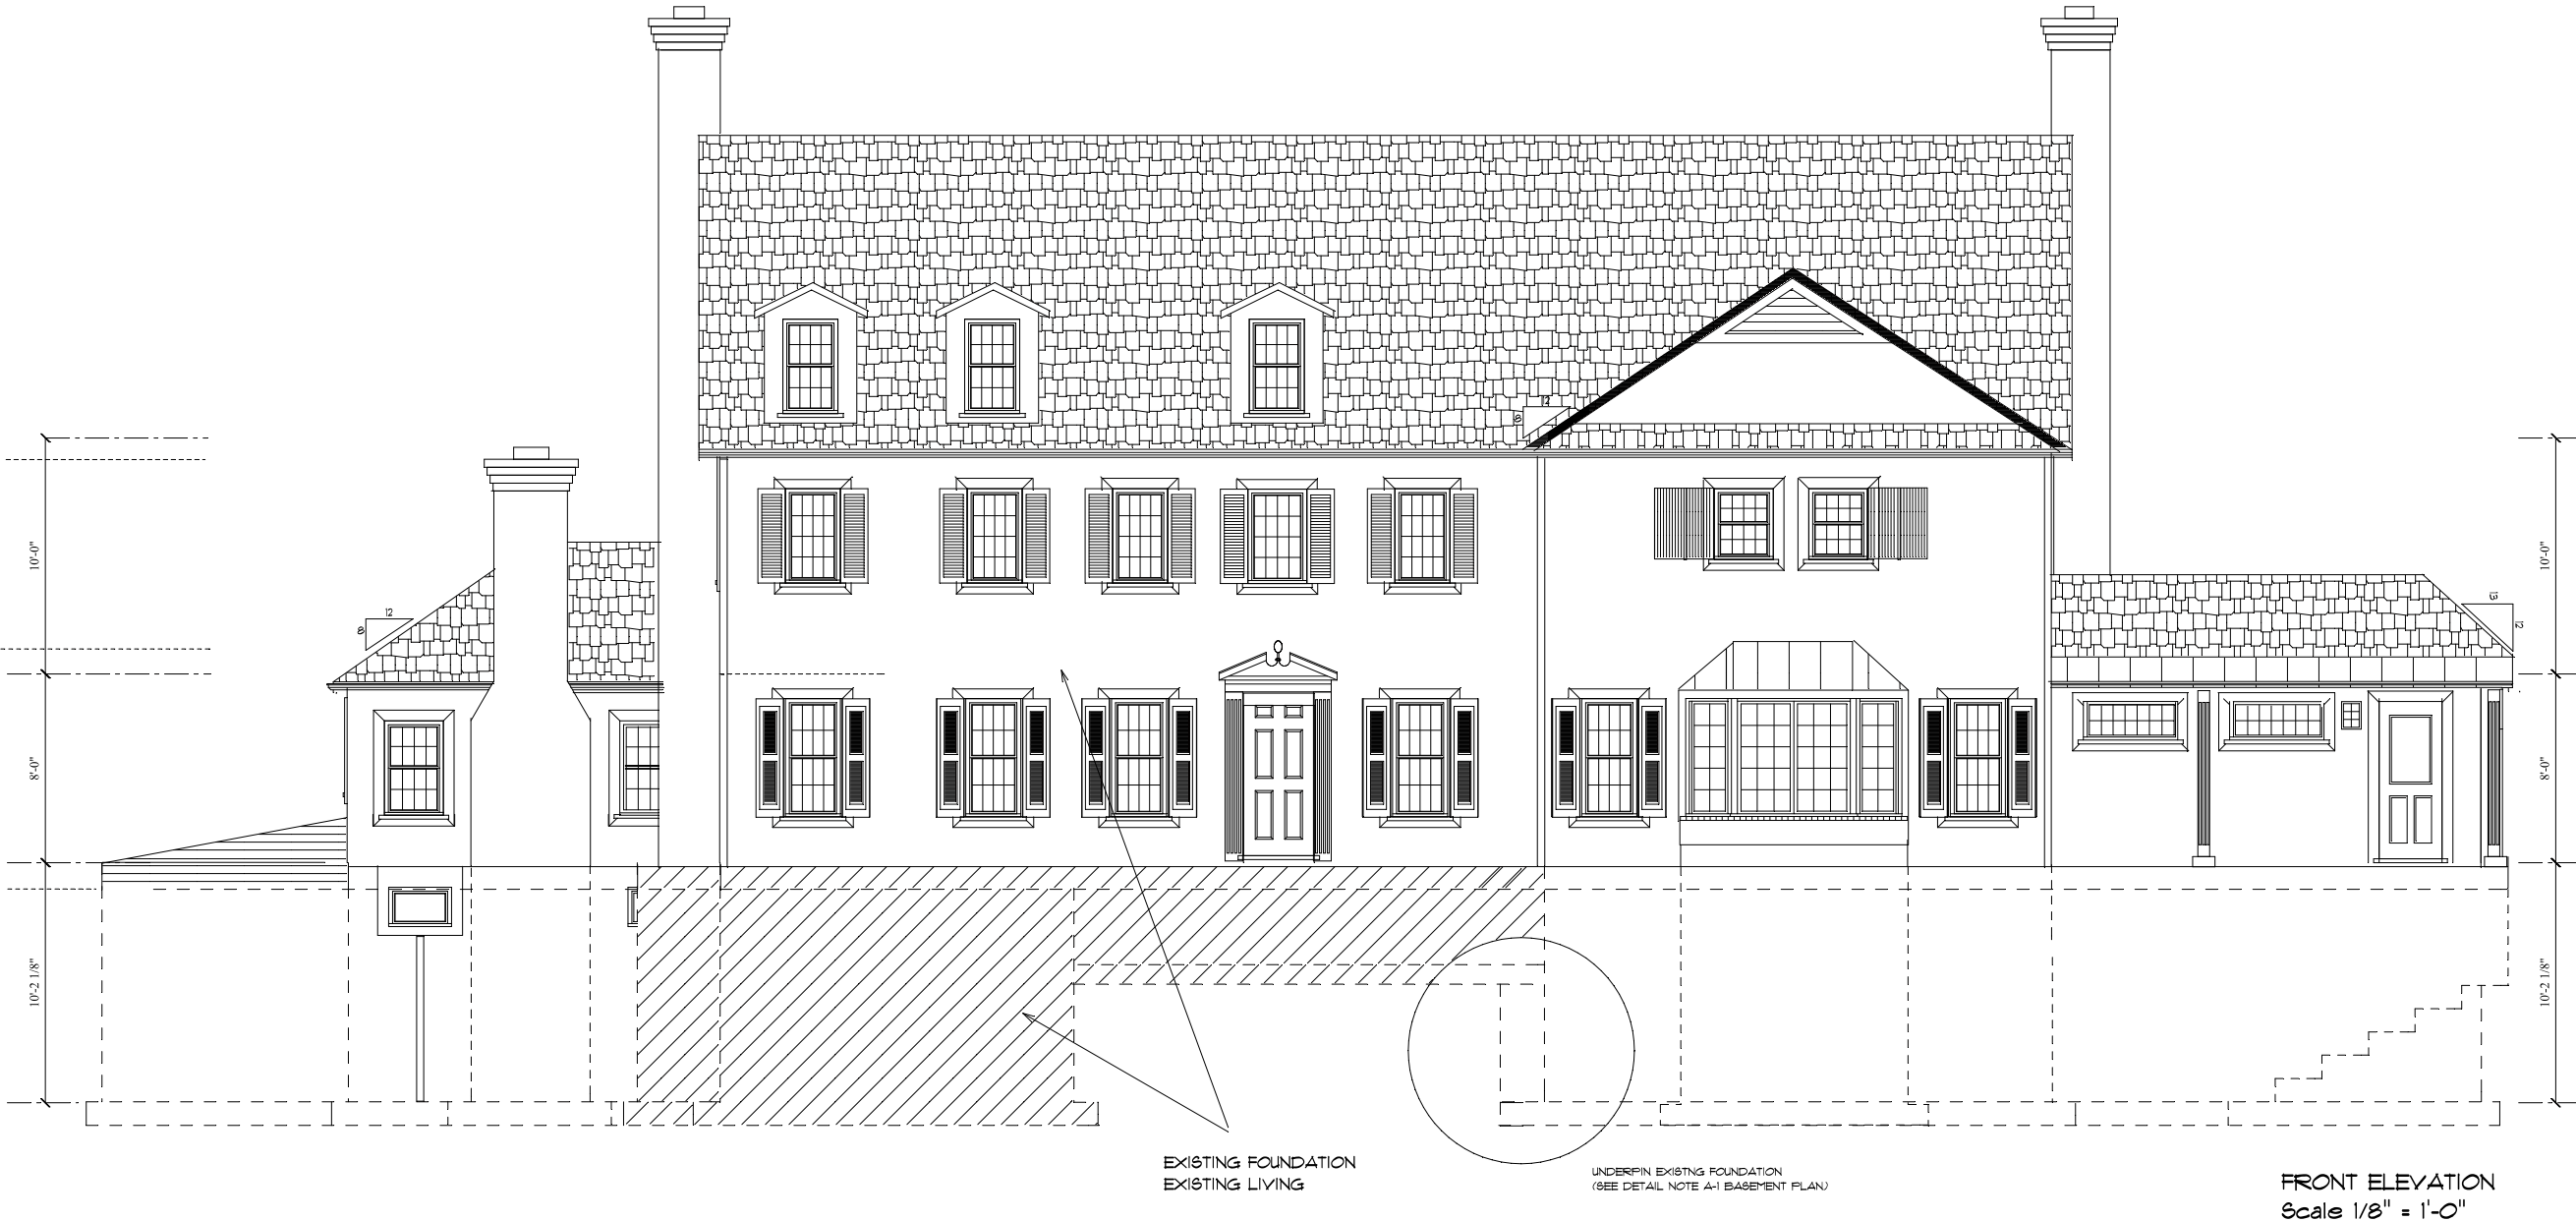 12
8
10'-0"
10'-0"
12
8
13
12
8'-0"
8'-0"
10'-2 1/8"
10'-2 1/8"
EXISTING FOUNDATION
EXISTING LIVING
UNDERPIN EXISTNG FOUNDATION
(SEE DETAIL NOTE A-1 BASEMENT PLAN)
FRONT ELEVATION
Scale 1/8" = 1'-0"